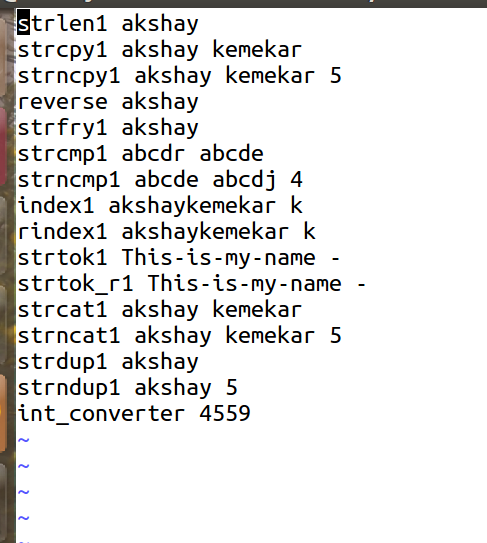 strlen1 akshay
strcpy1 akshay kemekar
strncpy1 akshay kemekar 5
reverse akshay
strfry1 akshay
strcmp1 abcdr abcde
strncmp1 abcde abcdj 4
index1 akshaykemekar k
rindex1 akshaykemekar k
strtok1 This-is-my-name -
strtok_r1 This-is-my-name -
strcat1 akshay kemekar
strncat1 akshay kemekar 5
strdup1 akshay
strndup1 akshay 5
int_converter 4559
~
~
~
~
~